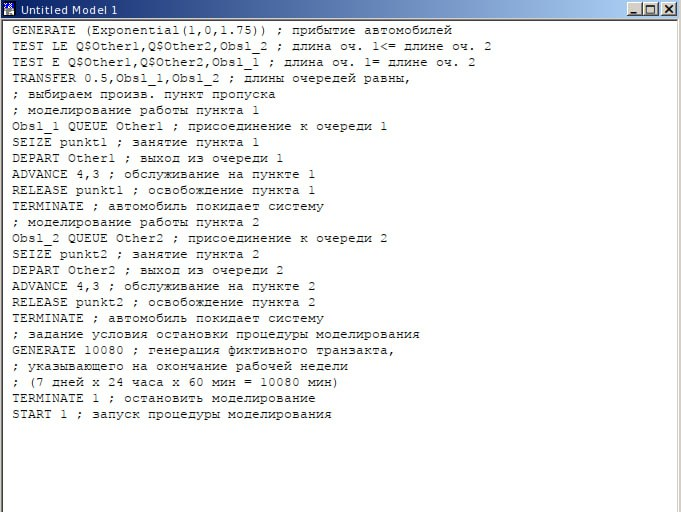 Untitled Model 1
GENERATE (Exponential(1,0,1.75)) ; прибытие автомобилей
TEST LE Q$Other1,Q$Other2,Obsl_2 ; длина оч. 1<= длине оч. 2
TEST E Q$Other1,Q$Other2,Obsl_1 ; длина оч. 1= длине оч. 2
TRANSFER 0.5,Obsl_1,Obsl_2 ; длины очередей равны,
; выбираем произв. пункт пропуска
; моделирование работы пункта 1
Obsl_1 QUEUE Other1 ; присоединение к очереди 1
SEIZE punkt1 ; занятие пункта 1
DEPART Other1 ; выход из очереди 1
ADVANCE 4,3 ; обслуживание на пункте 1
RELEASE punkt1 ; освобождение пункта 1
TERMINATE ; автомобиль покидает систему
; моделирование работы пункта 2
Obsl_2 QUEUE Other2 ; присоединение к очереди 2
SEIZE punkt2 ; занятие пункта 2
DEPART Other2 ; выход из очереди 2
ADVANCE 4,3 ; обслуживание на пункте 2
RELEASE punkt2 ; освобождение пункта 2
TERMINATE ; автомобиль покидает систему
; задание условия остановки процедуры моделирования
GENERATE 10080 ; генерация фиктивного транзакта,
; указывающего на окончание рабочей недели
; (7 дней х 24 часа х 60 мин = 10080 мин)
TERMINATE 1 ; остановить моделирование
START 1 ; запуск процедуры моделирования